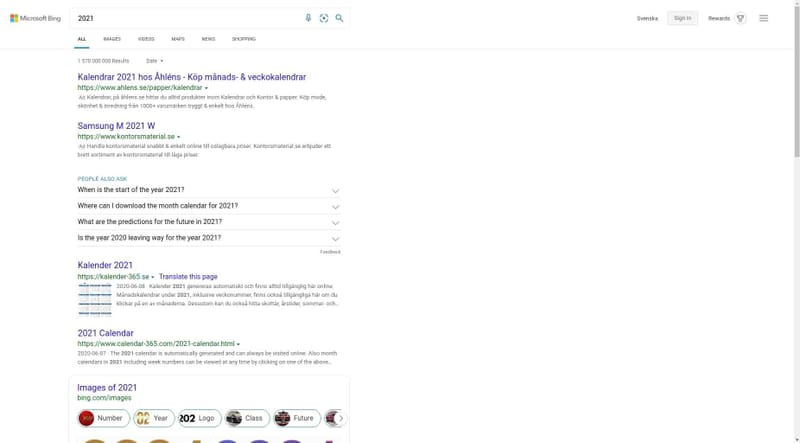 Microsoft Bing
2021
Svenska
Sign in
Rewards
ALL
IMAGES
VIDEOS
MAPS
NEWS
SHOPPING
1 570 000 000 Results
Date
Kalendrar 2021 hos Åhléns - Köp månads- & veckokalendrar
https://www.ahlens.se/papper/kalendrar
Ad Kalendrar, på åhlens.se hittar du alltid produkter inom Kalendrar och Kontor & papper. Köp mode,
skönhet & inredning från 1000+ varumärken tryggt & enkelt hos Åhléns.
Samsung M 2021 W
https://www.kontorsmaterial.se
Ad Handla kontorsmaterial snabbt & enkelt online till oslagbara priser. Kontorsmaterial.se erbjuder ett
brett sortiment av kontorsmaterial till låga priser.
PEOPLE ALSO ASK
When is the start of the year 2021?
Where can I download the month calendar for 2021?
What are the predictions for the future in 2021?
Is the year 2020 leaving way for the year 2021?
Feedback
Kalender 2021
https://kalender-365.se
Translate this page
2020-06-08 · Kalender 2021 genereras automatiskt och finns alltid tillgänglig här online.
Månadskalendrar under 2021, inklusive veckonummer, finns också tillgängliga här om du
klickar på en av månaderna. Dessutom kan du också hitta skottår, årstider, sommar- och...
2021 Calendar
https://www.calendar-365.com/2021-calendar.html
2020-06-07 · The 2021 calendar is automatically generated and can always be visited online. Also month
calendars in 2021 including week numbers can be viewed at any time by clicking on one of the above...
Images of 2021
bing.com/images
Number
Year
Logo
Class
Future